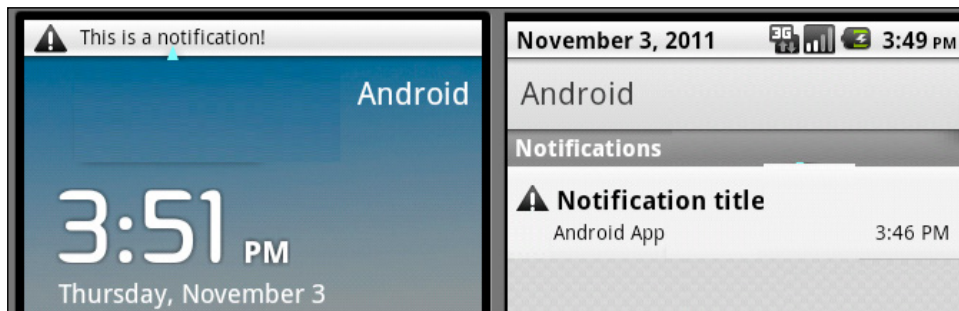 This is a notification!
Android
3:51 PM
Thursday, November 3
November 3, 2011 3G 3:49 PM
Android
Notifications
Notification title
Android App 3:46 PM